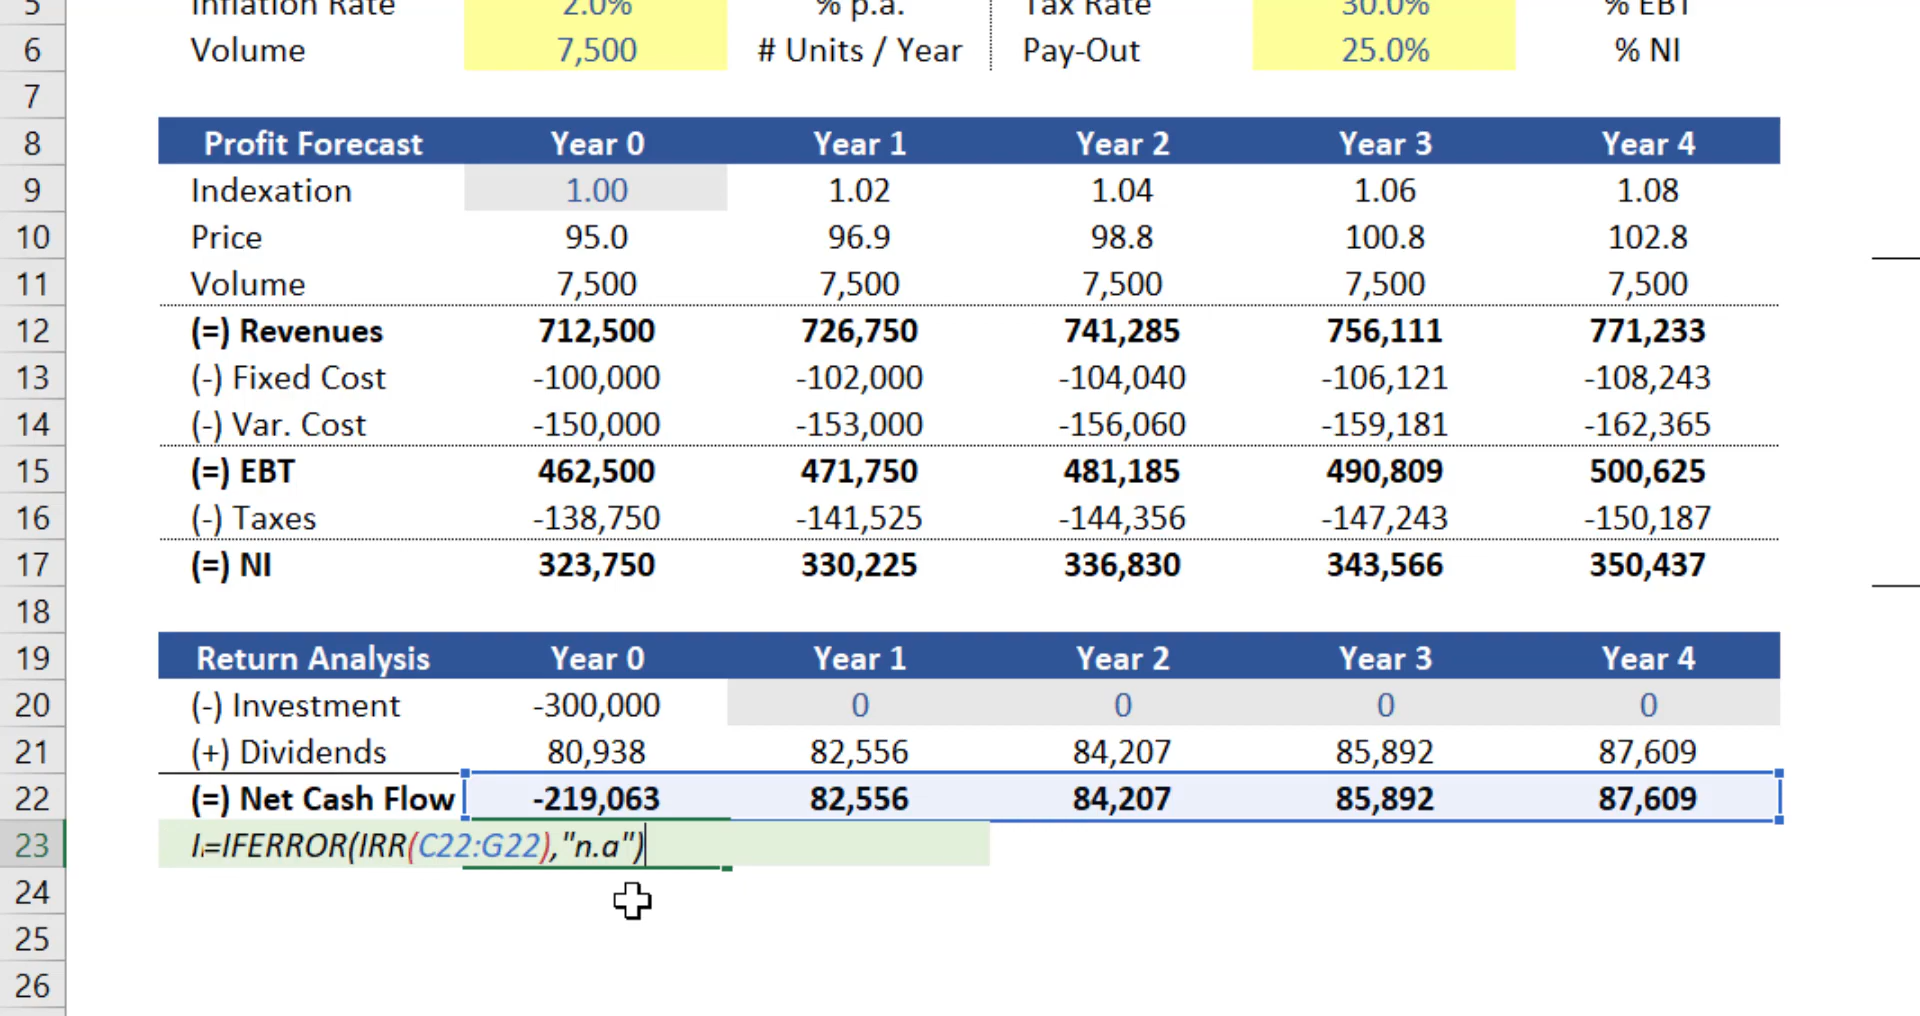 5 Inflation Rate 2.0% % p.a. Tax Rate 30.0% % EBT
6 Volume 7,500 # Units / Year Pay-Out 25.0% % NI
7
8 Profit Forecast Year 0 Year 1 Year 2 Year 3 Year 4
9 Indexation 1.00 1.02 1.04 1.06 1.08
10 Price 95.0 96.9 98.8 100.8 102.8
11 Volume 7,500 7,500 7,500 7,500 7,500
12 (=) Revenues 712,500 726,750 741,285 756,111 771,233
13 (-) Fixed Cost -100,000 -102,000 -104,040 -106,121 -108,243
14 (-) Var. Cost -150,000 -153,000 -156,060 -159,181 -162,365
15 (=) EBT 462,500 471,750 481,185 490,809 500,625
16 (-) Taxes -138,750 -141,525 -144,356 -147,243 -150,187
17 (=) NI 323,750 330,225 336,830 343,566 350,437
18
19 Return Analysis Year 0 Year 1 Year 2 Year 3 Year 4
20 (-) Investment -300,000 0 0 0 0
21 (+) Dividends 80,938 82,556 84,207 85,892 87,609
22 (=) Net Cash Flow -219,063 82,556 84,207 85,892 87,609
23 =IFERROR(IRR(C22:G22),"n.a")
24
25
26